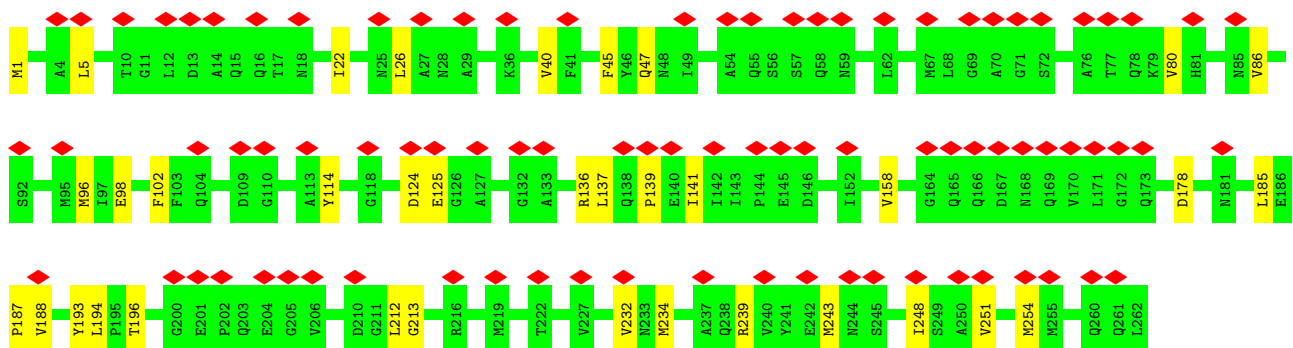 M1 A4 L5 T10 G11 L12 D13 A14 Q15 Q16 T17 N18 I22 N25 L26 A27 N28 A29 K36 V40 F41 F45 Y46 Q47 N48 I49 A54 Q55 S56 S57 Q58 N59 L62 M67 L68 G69 A70 G71 S72 A76 T77 Q78 K79 V80 H81 N85 V86
S92 M95 M96 I97 E98 F102 F103 Q104 D109 G110 A113 Y114 G118 D124 E125 G126 A127 G132 A133 R136 L137 Q138 P139 E140 I141 I142 I143 P144 E145 D146 I152 V158 G164 Q165 Q166 D167 N168 Q169 V170 L171 G172 Q173 D178 N181 L185 E186
P187 V188 Y193 L194 P195 T196 G200 E201 P202 Q203 E204 G205 V206 D210 G211 L212 G213 R216 M219 T222 V227 V232 N233 M234 A237 Q238 R239 V240 Y241 E242 M243 N244 S245 I248 S249 A250 V251 M254 M255 Q260 Q261 L262